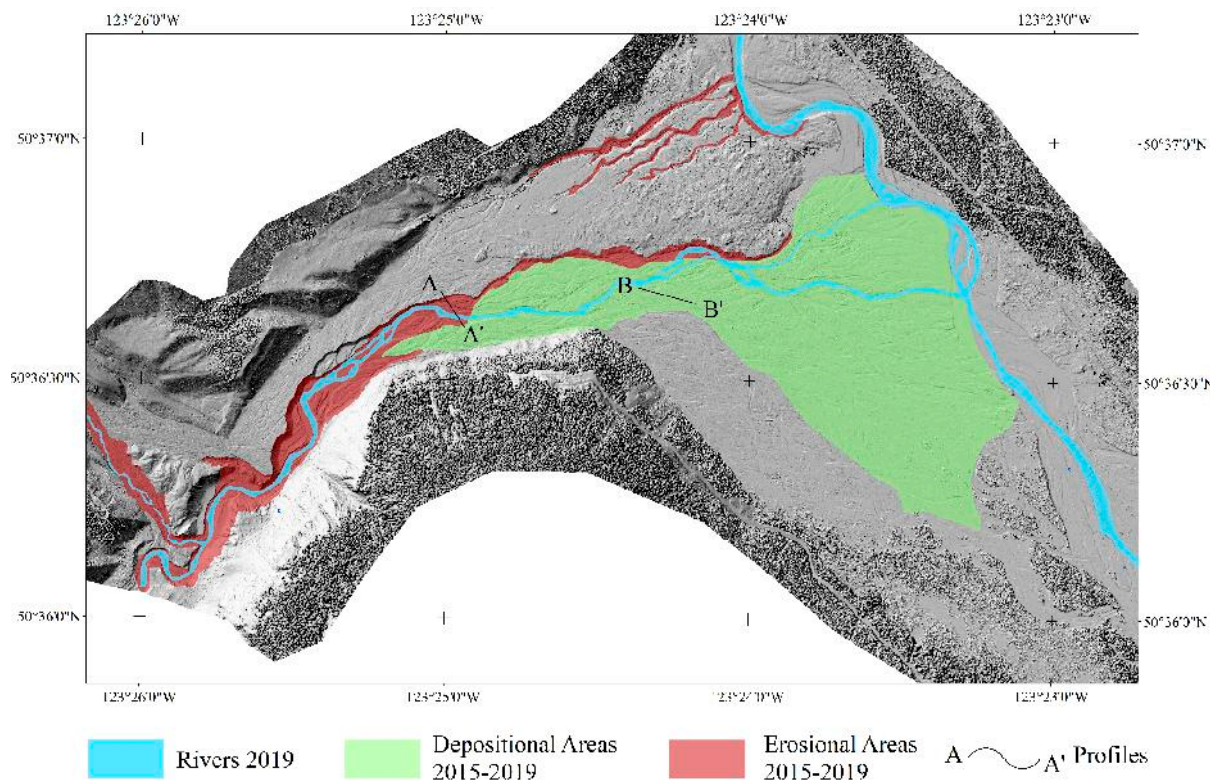 123°26'0"W 123°25'0"W 123°24'0"W 123°23'0"W
50°37'0"N 50°37'0"N
A
B
B'
A'
50°36'30"N 50°36'30"N
50°36'0"N 50°36'0"N
123°26'0"W 123°25'0"W 123°24'0"W 123°23'0"W
Rivers 2019
Depositional Areas
2015-2019
Erosional Areas
2015-2019
A A' Profiles